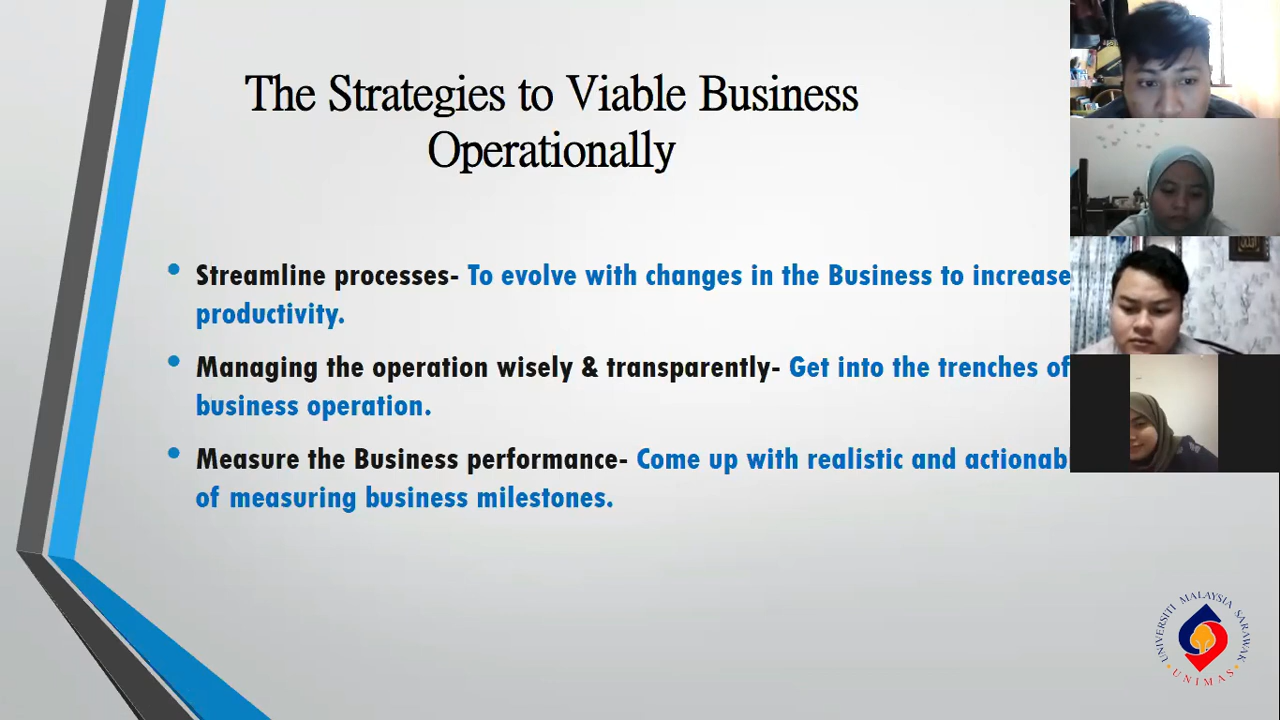 The Strategies to Viable Business
Operationally
Streamline processes- To evolve with changes in the Business to increase
productivity.
Managing the operation wisely & transparently- Get into the trenches of
business operation.
Measure the Business performance- Come up with realistic and
of measuring business milestones.
UNIVERSITI MALAYSIA SARAWAK
UNIMAS